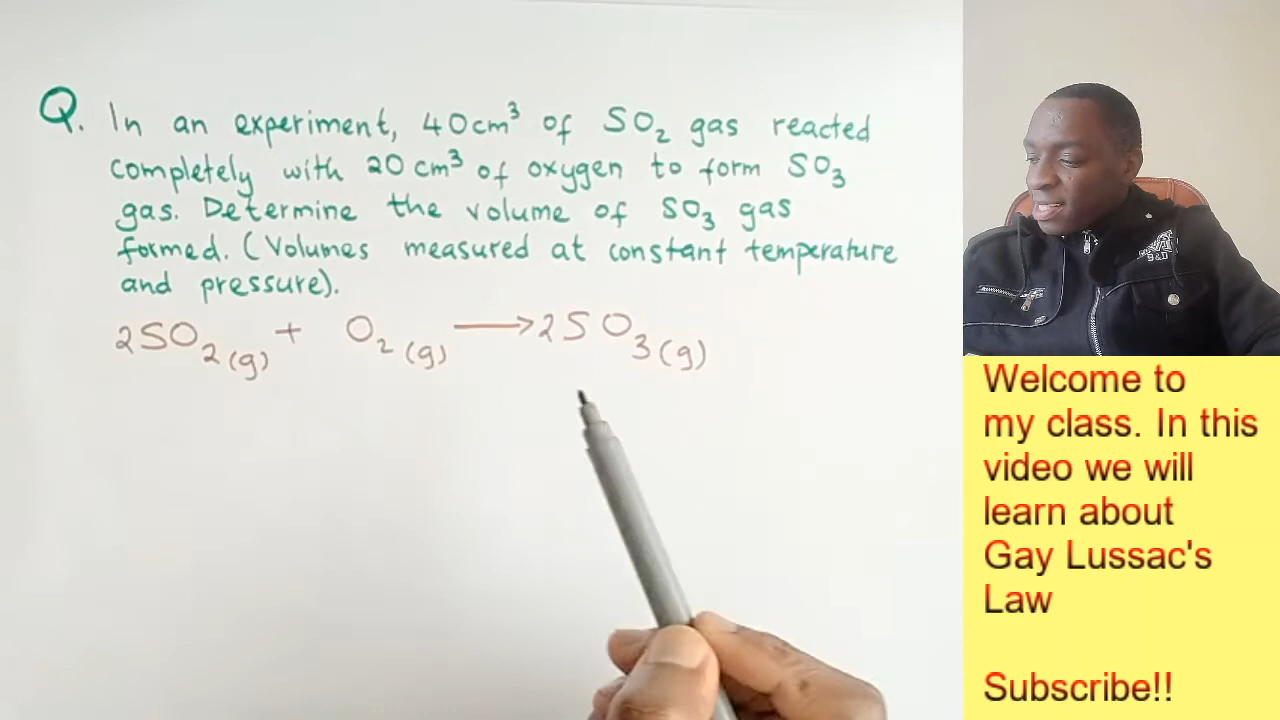 Q. In an experiment, 40cm³ of SO₂ gas reacted
completely with 20 cm³ of oxygen to form SO₃
gas. Determine the volume of SO₃ gas
formed. (Volumes measured at constant temperature
and pressure).
2SO₂(g) + O₂(g) ⟶ 2SO₃(g)
Welcome to
my class. In this
video we will
learn about
Gay Lussac's
Law
Subscribe!!